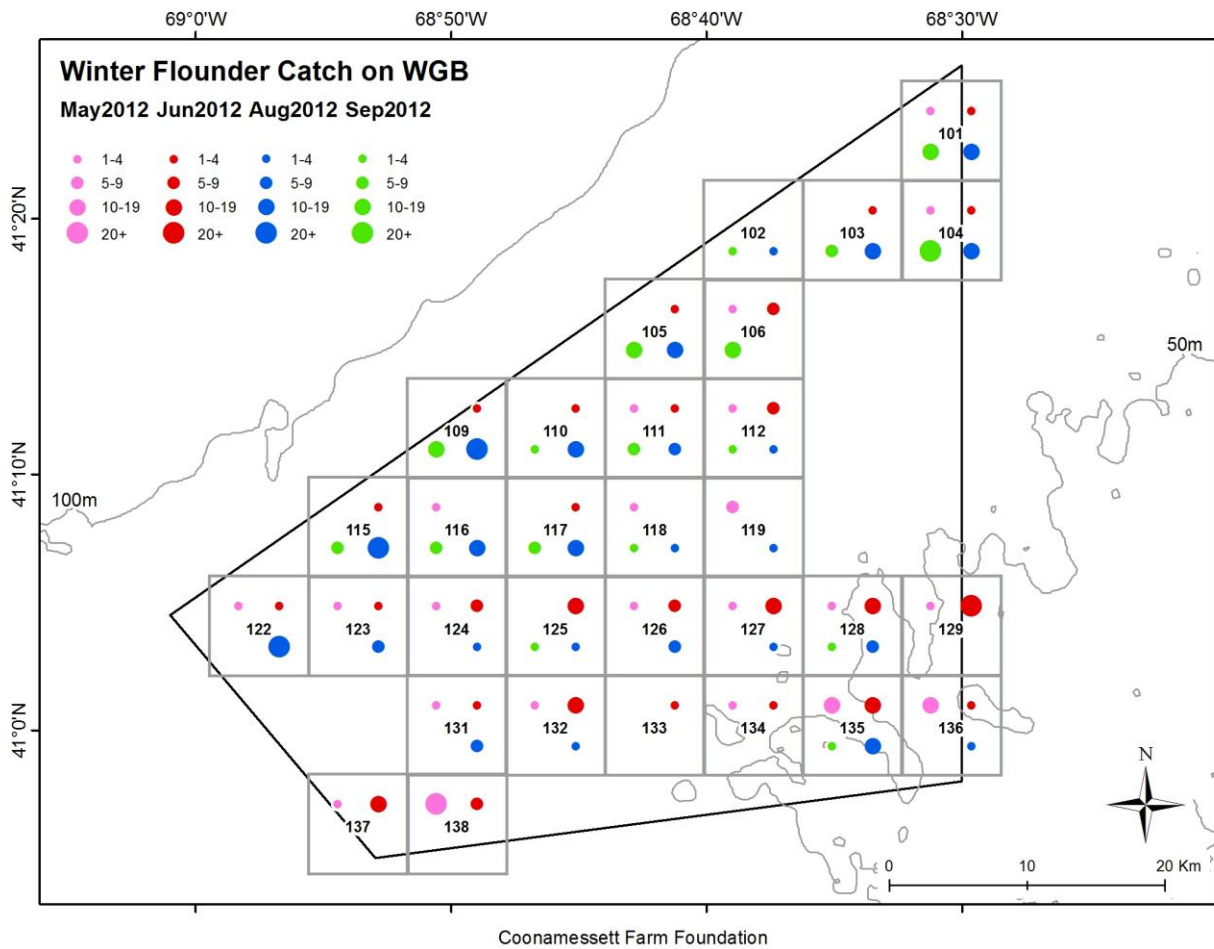 69°0'W 68°50'W 68°40'W 68°30'W
Winter Flounder Catch on WGB
May2012 Jun2012 Aug2012 Sep2012
1-4 1-4 1-4 1-4
5-9 5-9 5-9 5-9
10-19 10-19 10-19 10-19
20+ 20+ 20+ 20+
101
41°20'N
102 103 104
105 106
50m
109 110 111 112
41°10'N
100m
115 116 117 118 119
122 123 124 125 126 127 128 129
41°0'N
131 132 133 134 135 136
N
137 138
0 10 20 Km
Coonamessett Farm Foundation